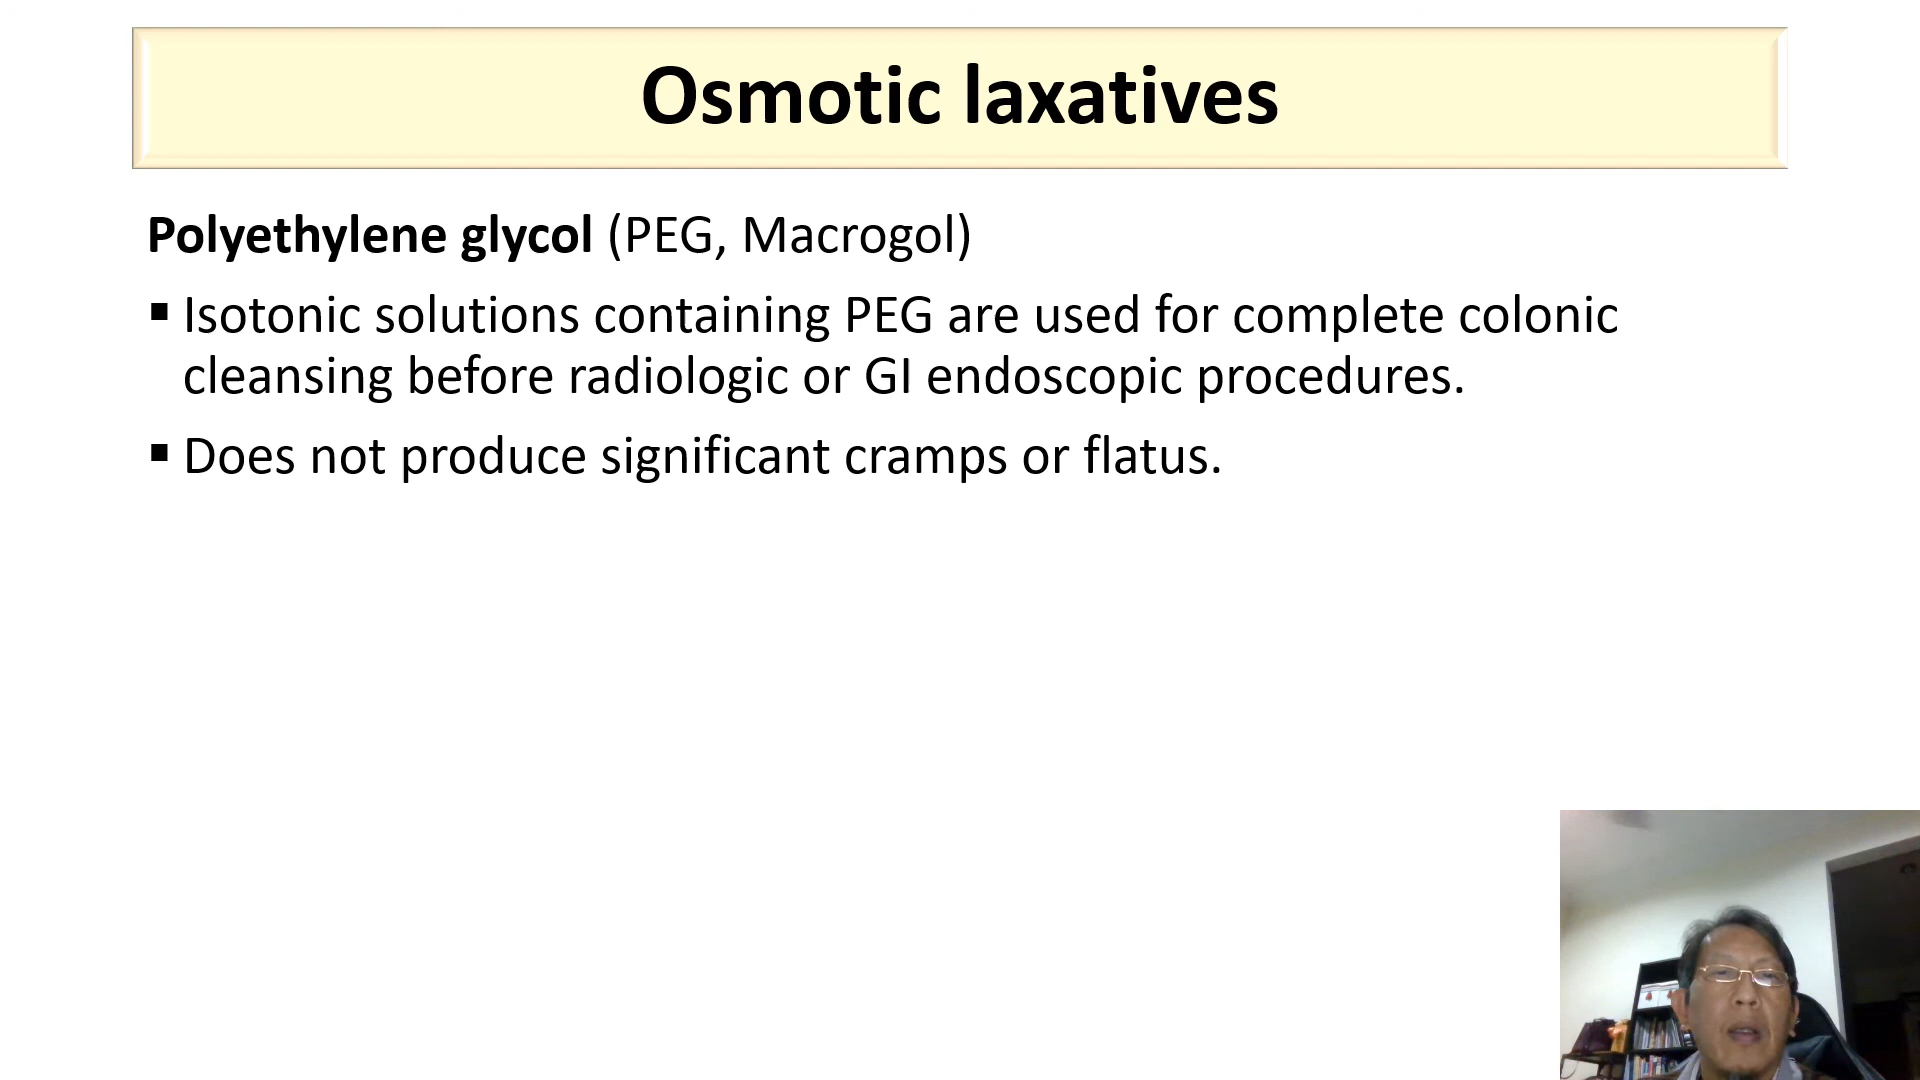 Osmotic laxatives
Polyethylene glycol (PEG, Macrogol)
▪ Isotonic solutions containing PEG are used for complete colonic
cleansing before radiologic or GI endoscopic procedures.
▪ Does not produce significant cramps or flatus.